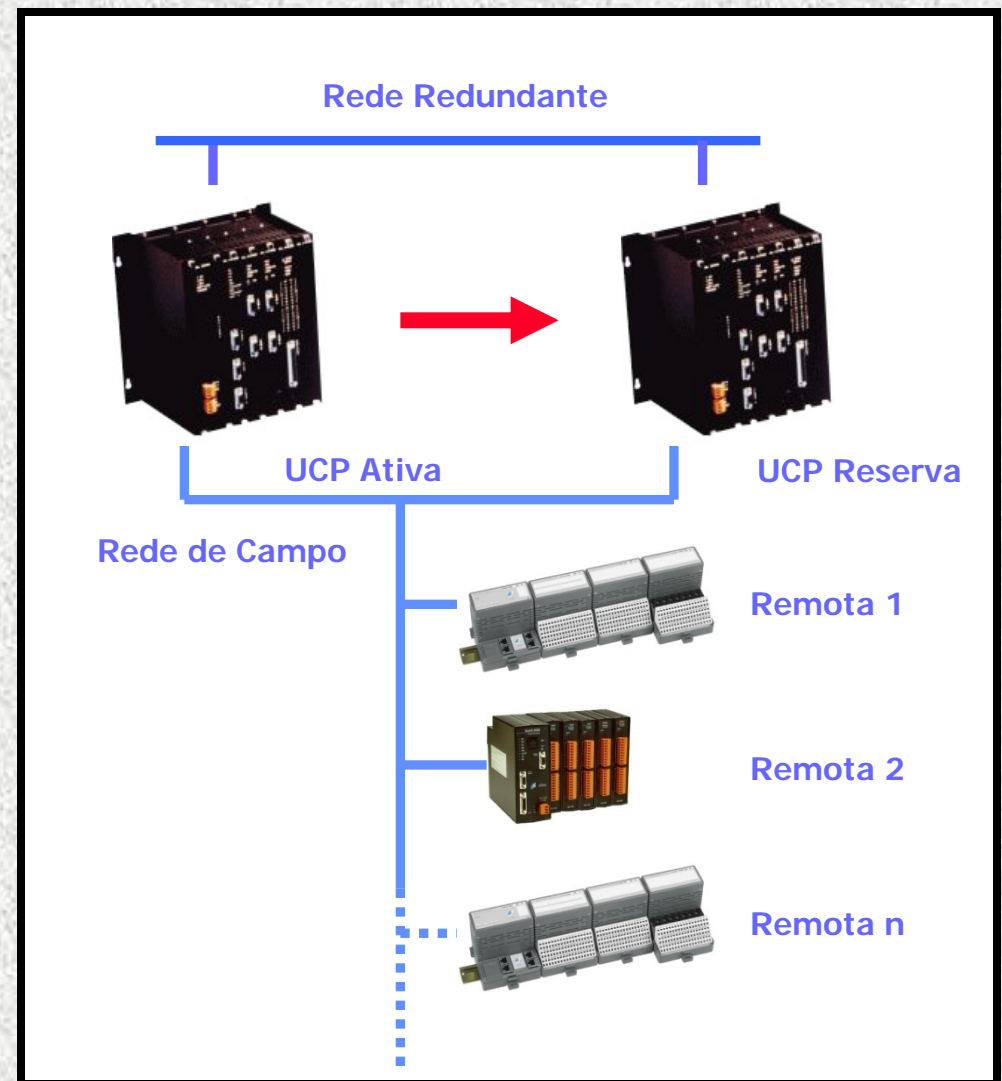 Rede Redundante
UCP Ativa
UCP Reserva
Rede de Campo
Remota 1
Remota 2
Remota n